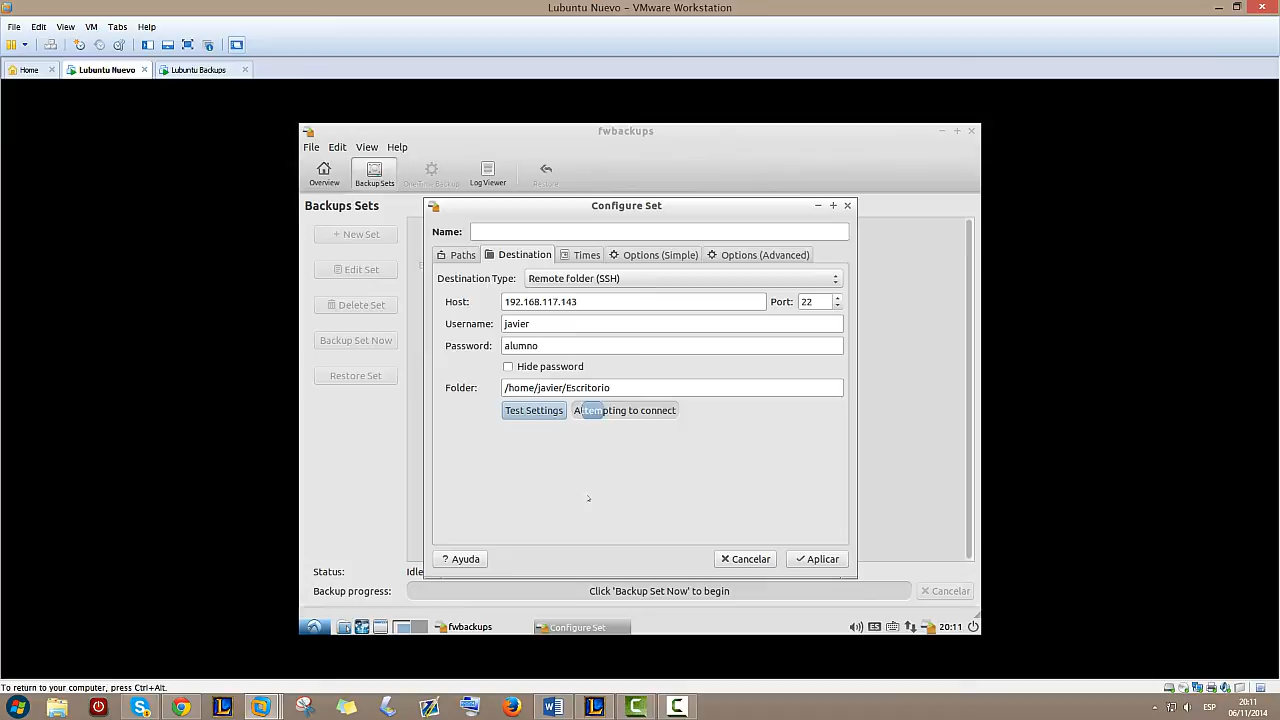 Lubuntu Nuevo - VMware Workstation
File Edit View VM Tabs Help
Home Lubuntu Nuevo Lubuntu Backups
fwbackups
File Edit View Help
Overview Backup Sets One-Time Backup Log Viewer Restore
Backups Sets
Configure Set
Name:
+ New Set
Paths Destination Times Options (Simple) Options (Advanced)
Edit Set
Destination Type: Remote folder (SSH)
Delete Set
Host: 192.168.117.143 Port: 22
Username: javier
Backup Set Now
Password: alumno
Hide password
Restore Set
Folder: /home/javier/Escritorio
Test Settings Attempting to connect
? Ayuda Cancelar Aplicar
Status: Idle
Backup progress: Click 'Backup Set Now' to begin Cancelar
fwbackups Configure Set ES 20:11
To return to your computer, press Ctrl+Alt.
ESP 20:11
06/11/2014